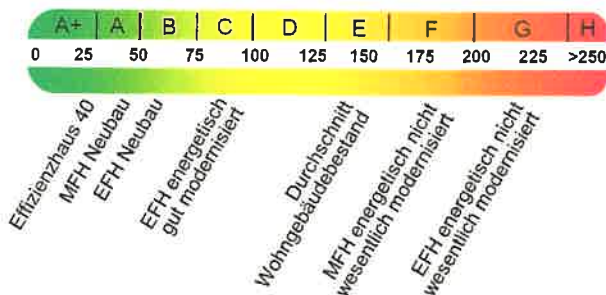 A+ A B C D E F G H
0 25 50 75 100 125 150 175 200 225 >250
Effizienzhaus 40
MFH Neubau
EFH Neubau
EFH energetisch
gut modernisiert
Durchschnitt
Wohngebäudebestand
MFH energetisch nicht
wesentlich modernisiert
EFH energetisch nicht
wesentlich modernisiert